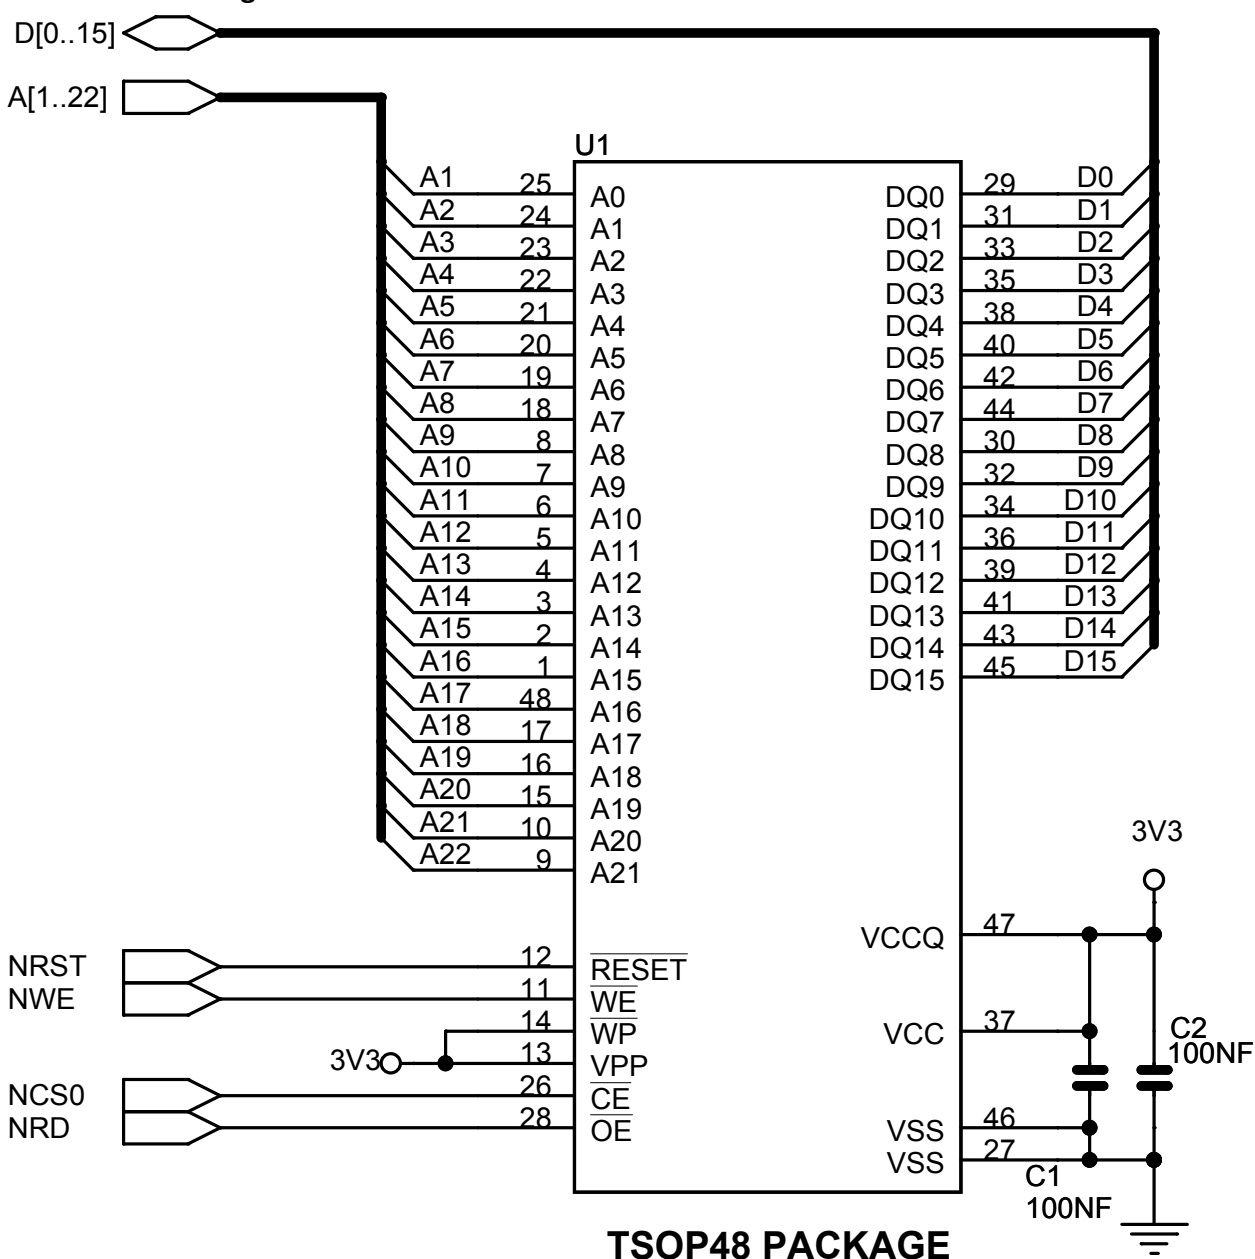 D[0..15]
A[1..22]
U1
A1 25 A0 DQ0 29 D0
A2 24 A1 DQ1 31 D1
A3 23 A2 DQ2 33 D2
A4 22 A3 DQ3 35 D3
A5 21 A4 DQ4 38 D4
A6 20 A5 DQ5 40 D5
A7 19 A6 DQ6 42 D6
A8 18 A7 DQ7 44 D7
A9 8 A8 DQ8 30 D8
A10 7 A9 DQ9 32 D9
A11 6 A10 DQ10 34 D10
A12 5 A11 DQ11 36 D11
A13 4 A12 DQ12 39 D12
A14 3 A13 DQ13 41 D13
A15 2 A14 DQ14 43 D14
A16 1 A15 DQ15 45 D15
A17 48 A16
A18 17 A17
A19 16 A18
A20 15 A19
A21 10 A20
A22 9 A21
3V3
VCCQ 47
NRST 12 RESET
NWE 11 WE
14 WP VCC 37 C2
100NF
3V3 13 VPP
NCS0 26 CE
NRD 28 OE VSS 46
VSS 27
C1
100NF
TSOP48 PACKAGE